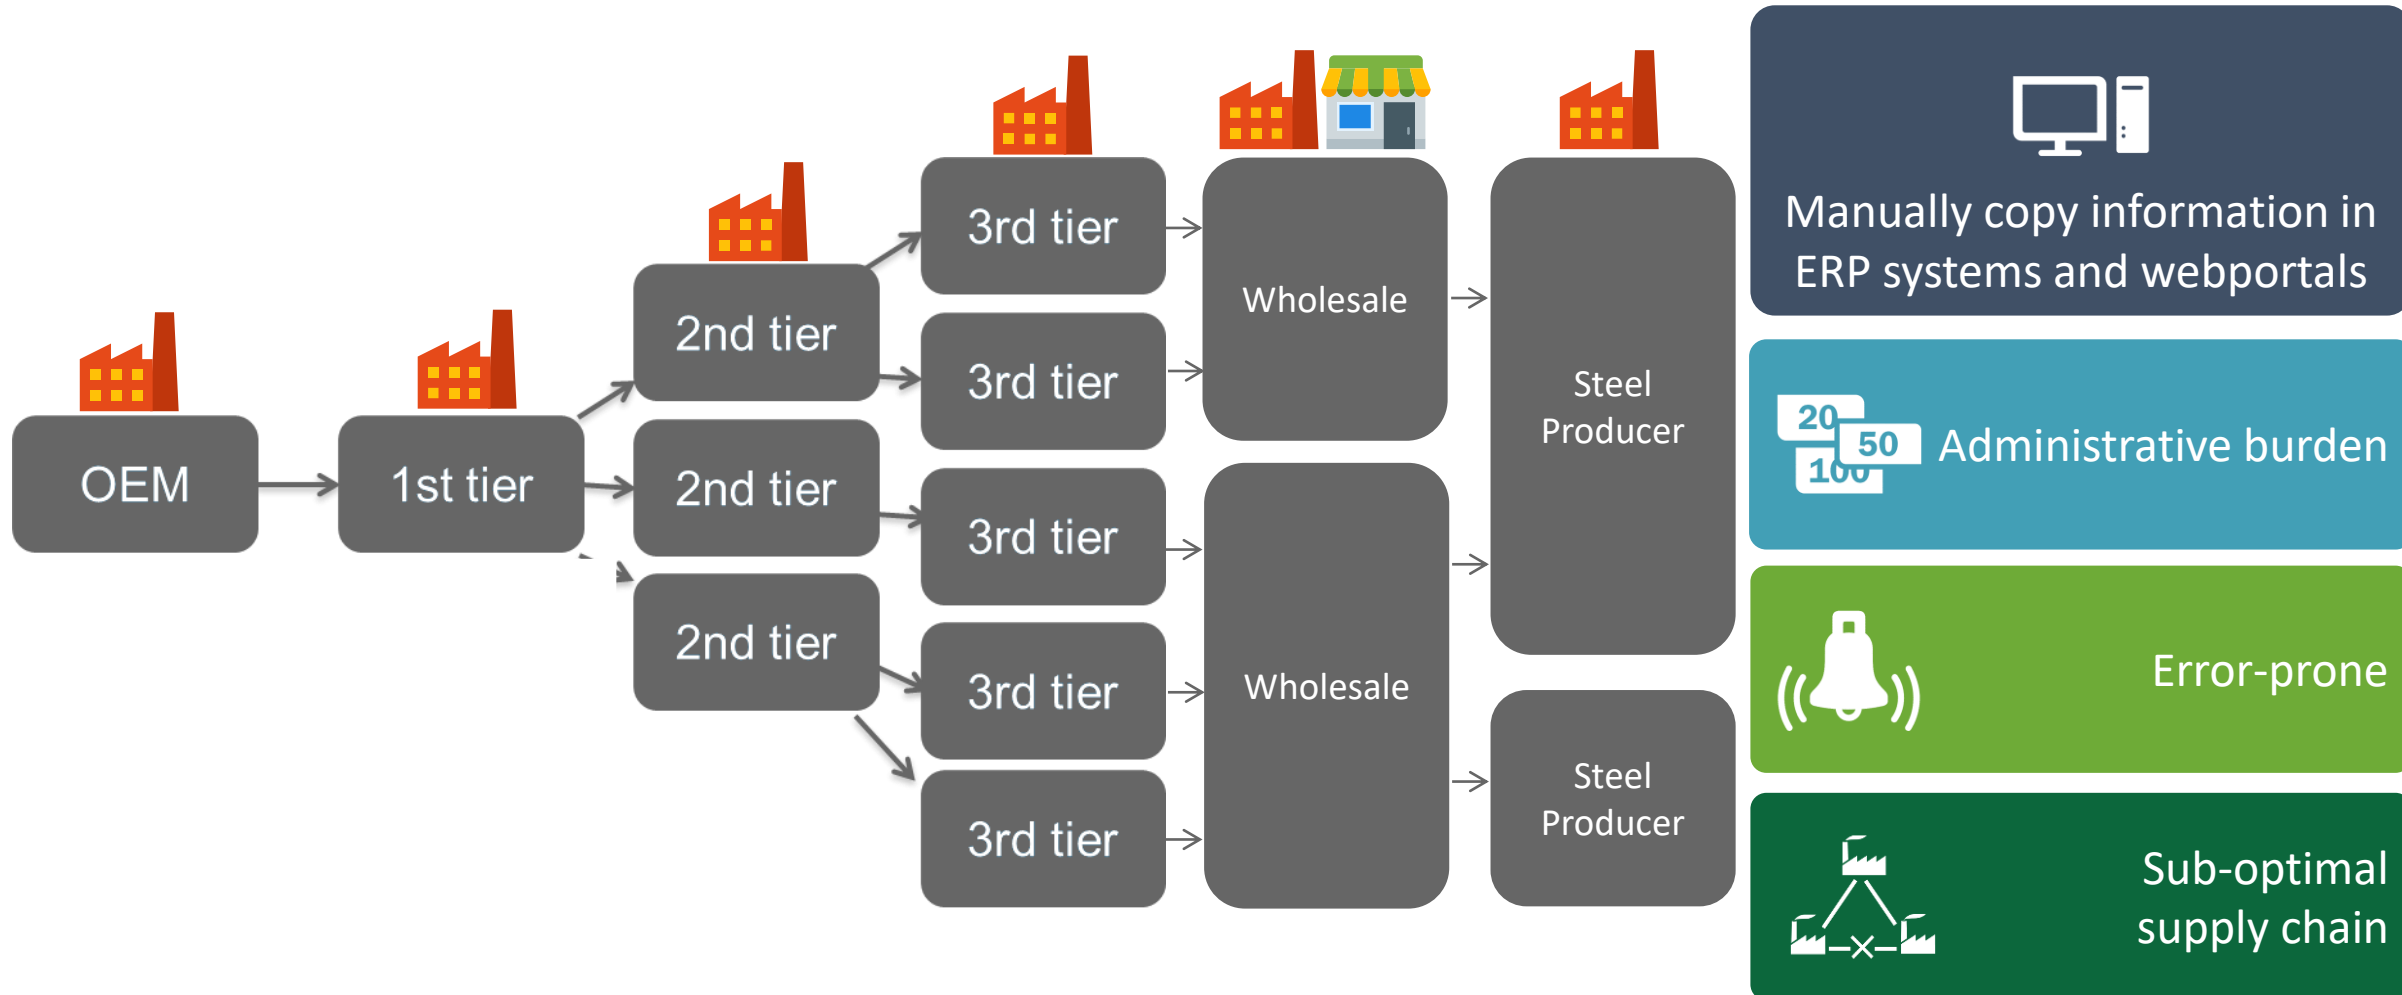 OEM
1st tier
2nd tier
2nd tier
2nd tier
3rd tier
3rd tier
3rd tier
3rd tier
3rd tier
Wholesale
Wholesale
Steel
Producer
Steel
Producer
Manually copy information in
ERP systems and webportals
20
50
100
Administrative burden
Error-prone
Sub-optimal
supply chain